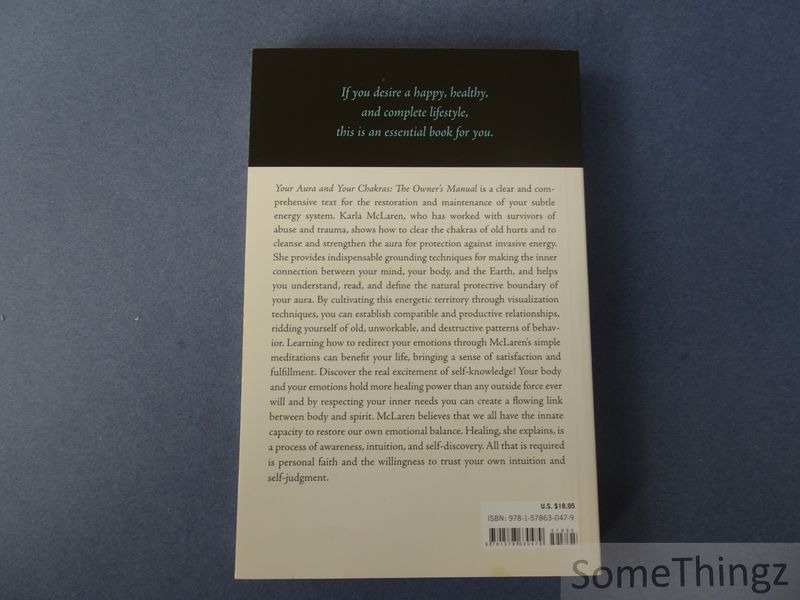 If you desire a happy, healthy,
and complete lifestyle,
this is an essential book for you.
Your Aura and Your Chakras: The Owner's Manual is a clear and com-
prehensive text for the restoration and maintenance of your subtle
energy system. Karla McLaren, who has worked with survivors of
abuse and trauma, shows how to clear the chakras of old hurts and to
cleanse and strengthen the aura for protection against invasive energy.
She provides indispensable grounding techniques for making the inner
connection between your mind, your body, and the Earth, and helps
you understand, read, and define the natural protective boundary of
your aura. By cultivating this energetic territory through visualization
techniques, you can establish compatible and productive relationships,
ridding yourself of old, unworkable, and destructive patterns of behav-
ior. Learning how to redirect your emotions through McLaren's simple
meditations can benefit your life, bringing a sense of satisfaction and
fulfillment. Discover the real excitement of self-knowledge! Your body
and your emotions hold more healing power than any outside force ever
will and by respecting your inner needs you can create a flowing link
between body and spirit. McLaren believes that we all have the innate
capacity to restore our own emotional balance. Healing, she explains, is
a process of awareness, intuition, and self-discovery. All that is required
is personal faith and the willingness to trust your own intuition and
self-judgment.
U.S. $18.95
ISBN: 978-1-57863-047-9
51895
9781578630479
SomeThingz